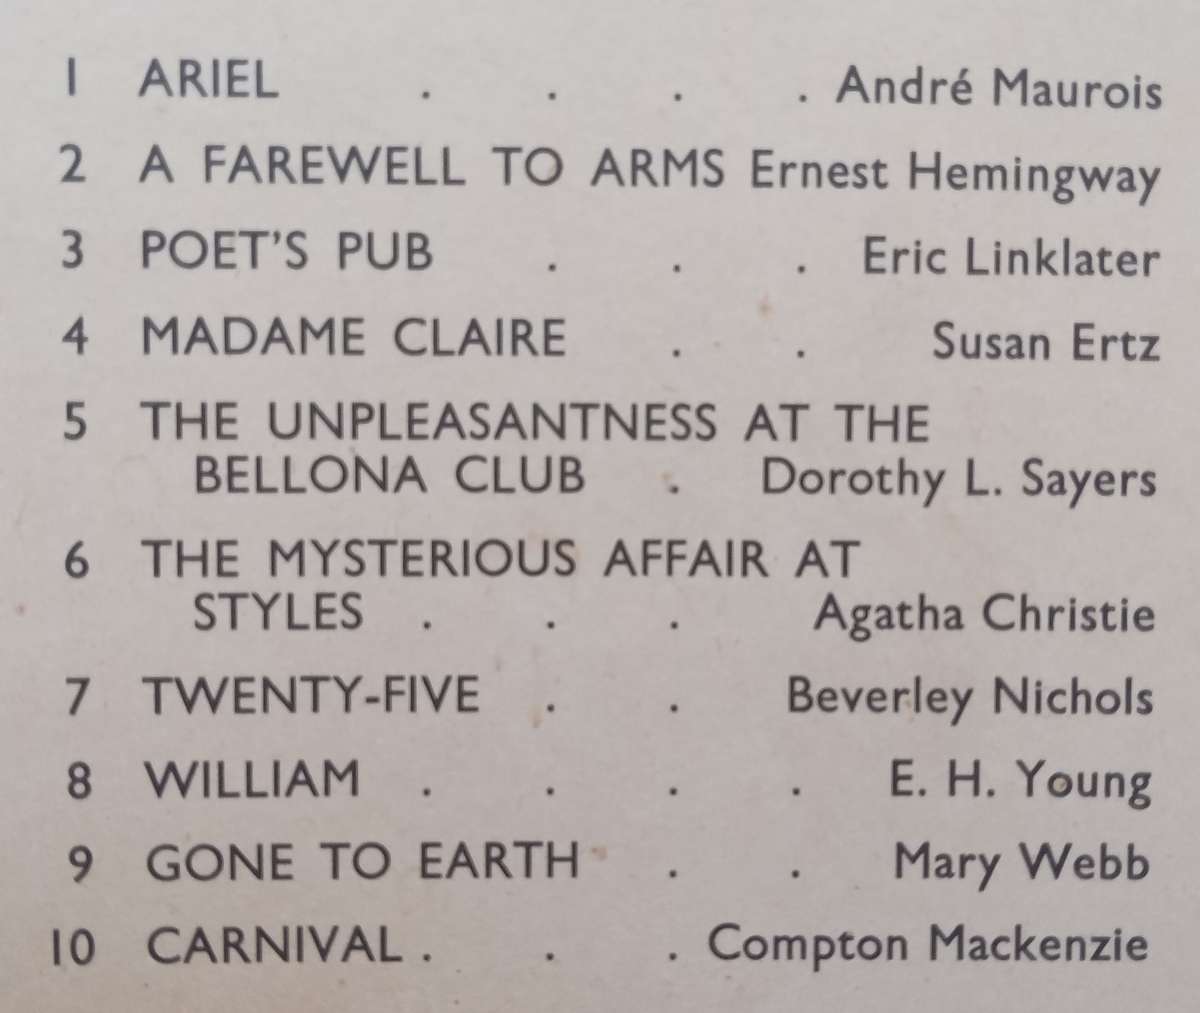 1 ARIEL . . . . André Maurois
2 A FAREWELL TO ARMS Ernest Hemingway
3 POET'S PUB . . . Eric Linklater
4 MADAME CLAIRE . . Susan Ertz
5 THE UNPLEASANTNESS AT THE
BELLONA CLUB . Dorothy L. Sayers
6 THE MYSTERIOUS AFFAIR AT
STYLES . . . Agatha Christie
7 TWENTY-FIVE . . Beverley Nichols
8 WILLIAM . . . . E. H. Young
9 GONE TO EARTH . . Mary Webb
10 CARNIVAL . . . Compton Mackenzie